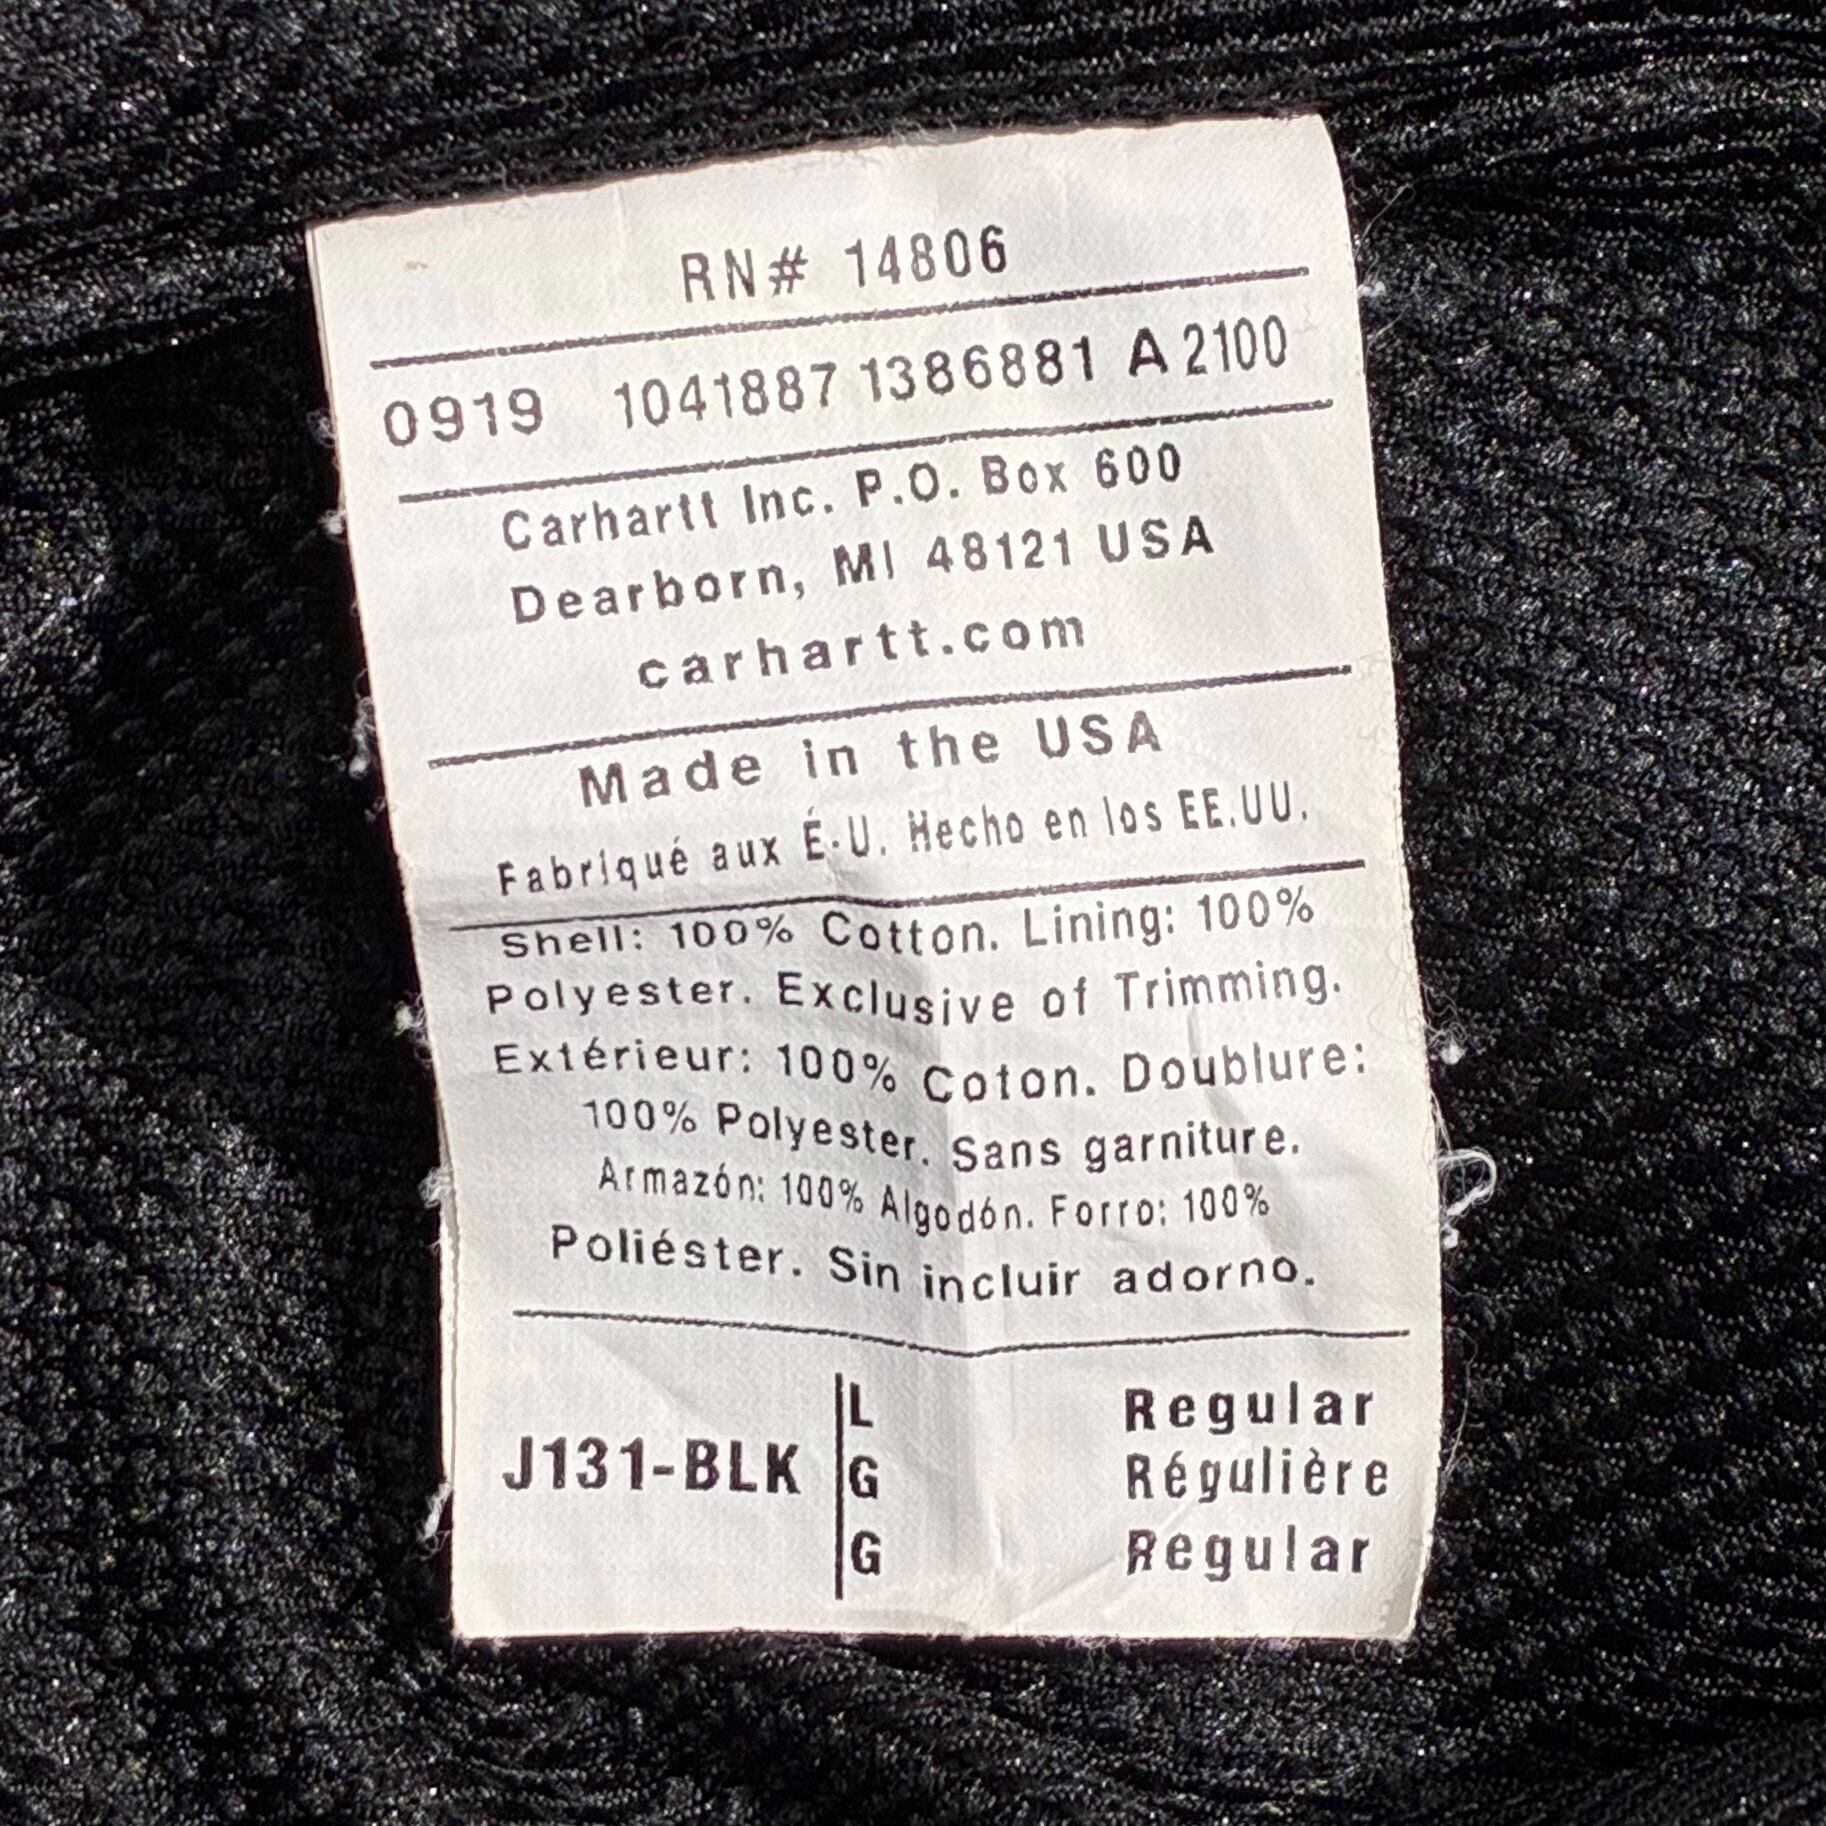 RN# 14806
0919 1041887 1386881 A 2100
Carhartt Inc. P.O. Box 600
Dearborn, MI 48121 USA
carhartt.com
Made in the USA
Fabriqué aux É-U. Hecho en los EE.UU.
Shell: 100% Cotton. Lining: 100%
Polyester. Exclusive of Trimming.
Extérieur: 100% Coton. Doublure:
100% Polyester. Sans garniture.
Armazón: 100% Algodón. Forro: 100%
Poliéster. Sin incluir adorno.
J131-BLK
L Regular
G Régulière
G Regular